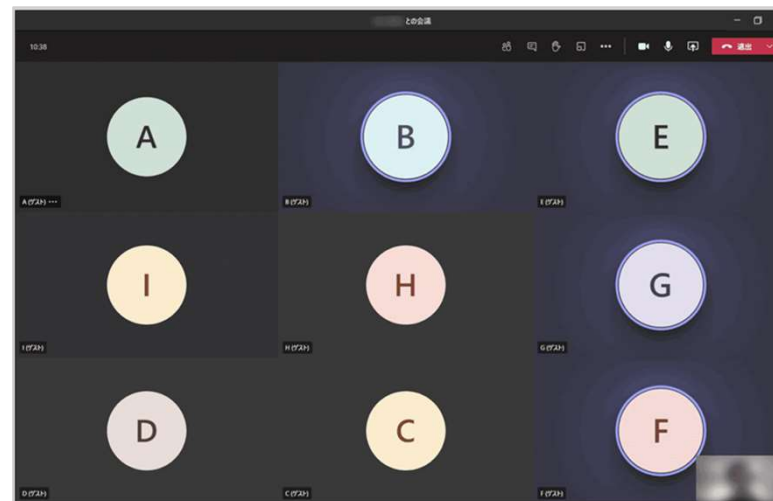 との会議
10:38
退出
A
A (ゲスト)
B
B (ゲスト)
E
E (ゲスト)
I
I (ゲスト)
H
H (ゲスト)
G
G (ゲスト)
D
D (ゲスト)
C
C (ゲスト)
F
F (ゲスト)